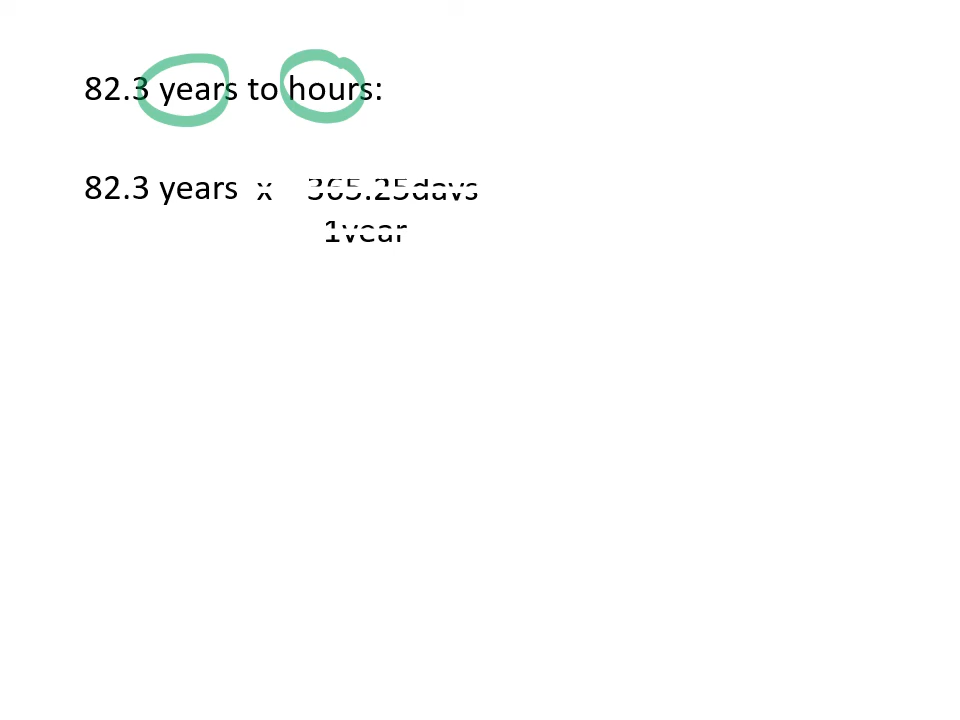 82.3 years to hours:
82.3 years x 365.25days
1year